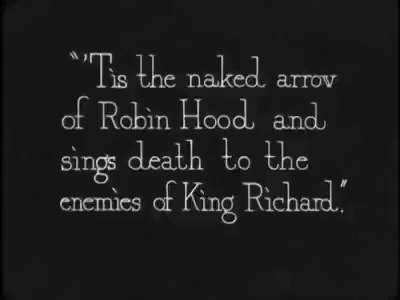 "'Tis the naked arrow
of Robin Hood and
sings death to the
enemies of King Richard."